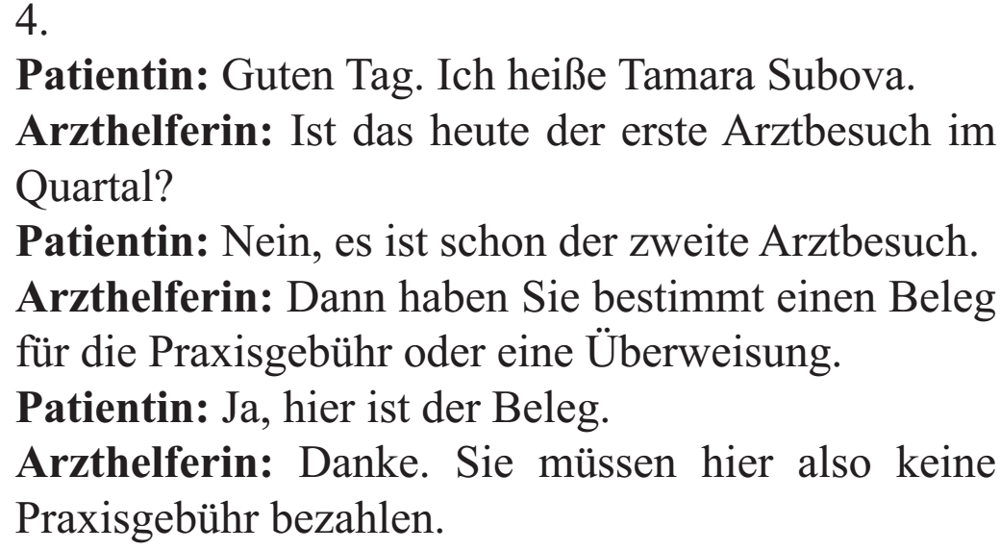 4.
Patientin: Guten Tag. Ich heiße Tamara Subova.
Arzthelferin: Ist das heute der erste Arztbesuch im
Quartal?
Patientin: Nein, es ist schon der zweite Arztbesuch.
Arzthelferin: Dann haben Sie bestimmt einen Beleg
für die Praxisgebühr oder eine Überweisung.
Patientin: Ja, hier ist der Beleg.
Arzthelferin: Danke. Sie müssen hier also keine
Praxisgebühr bezahlen.